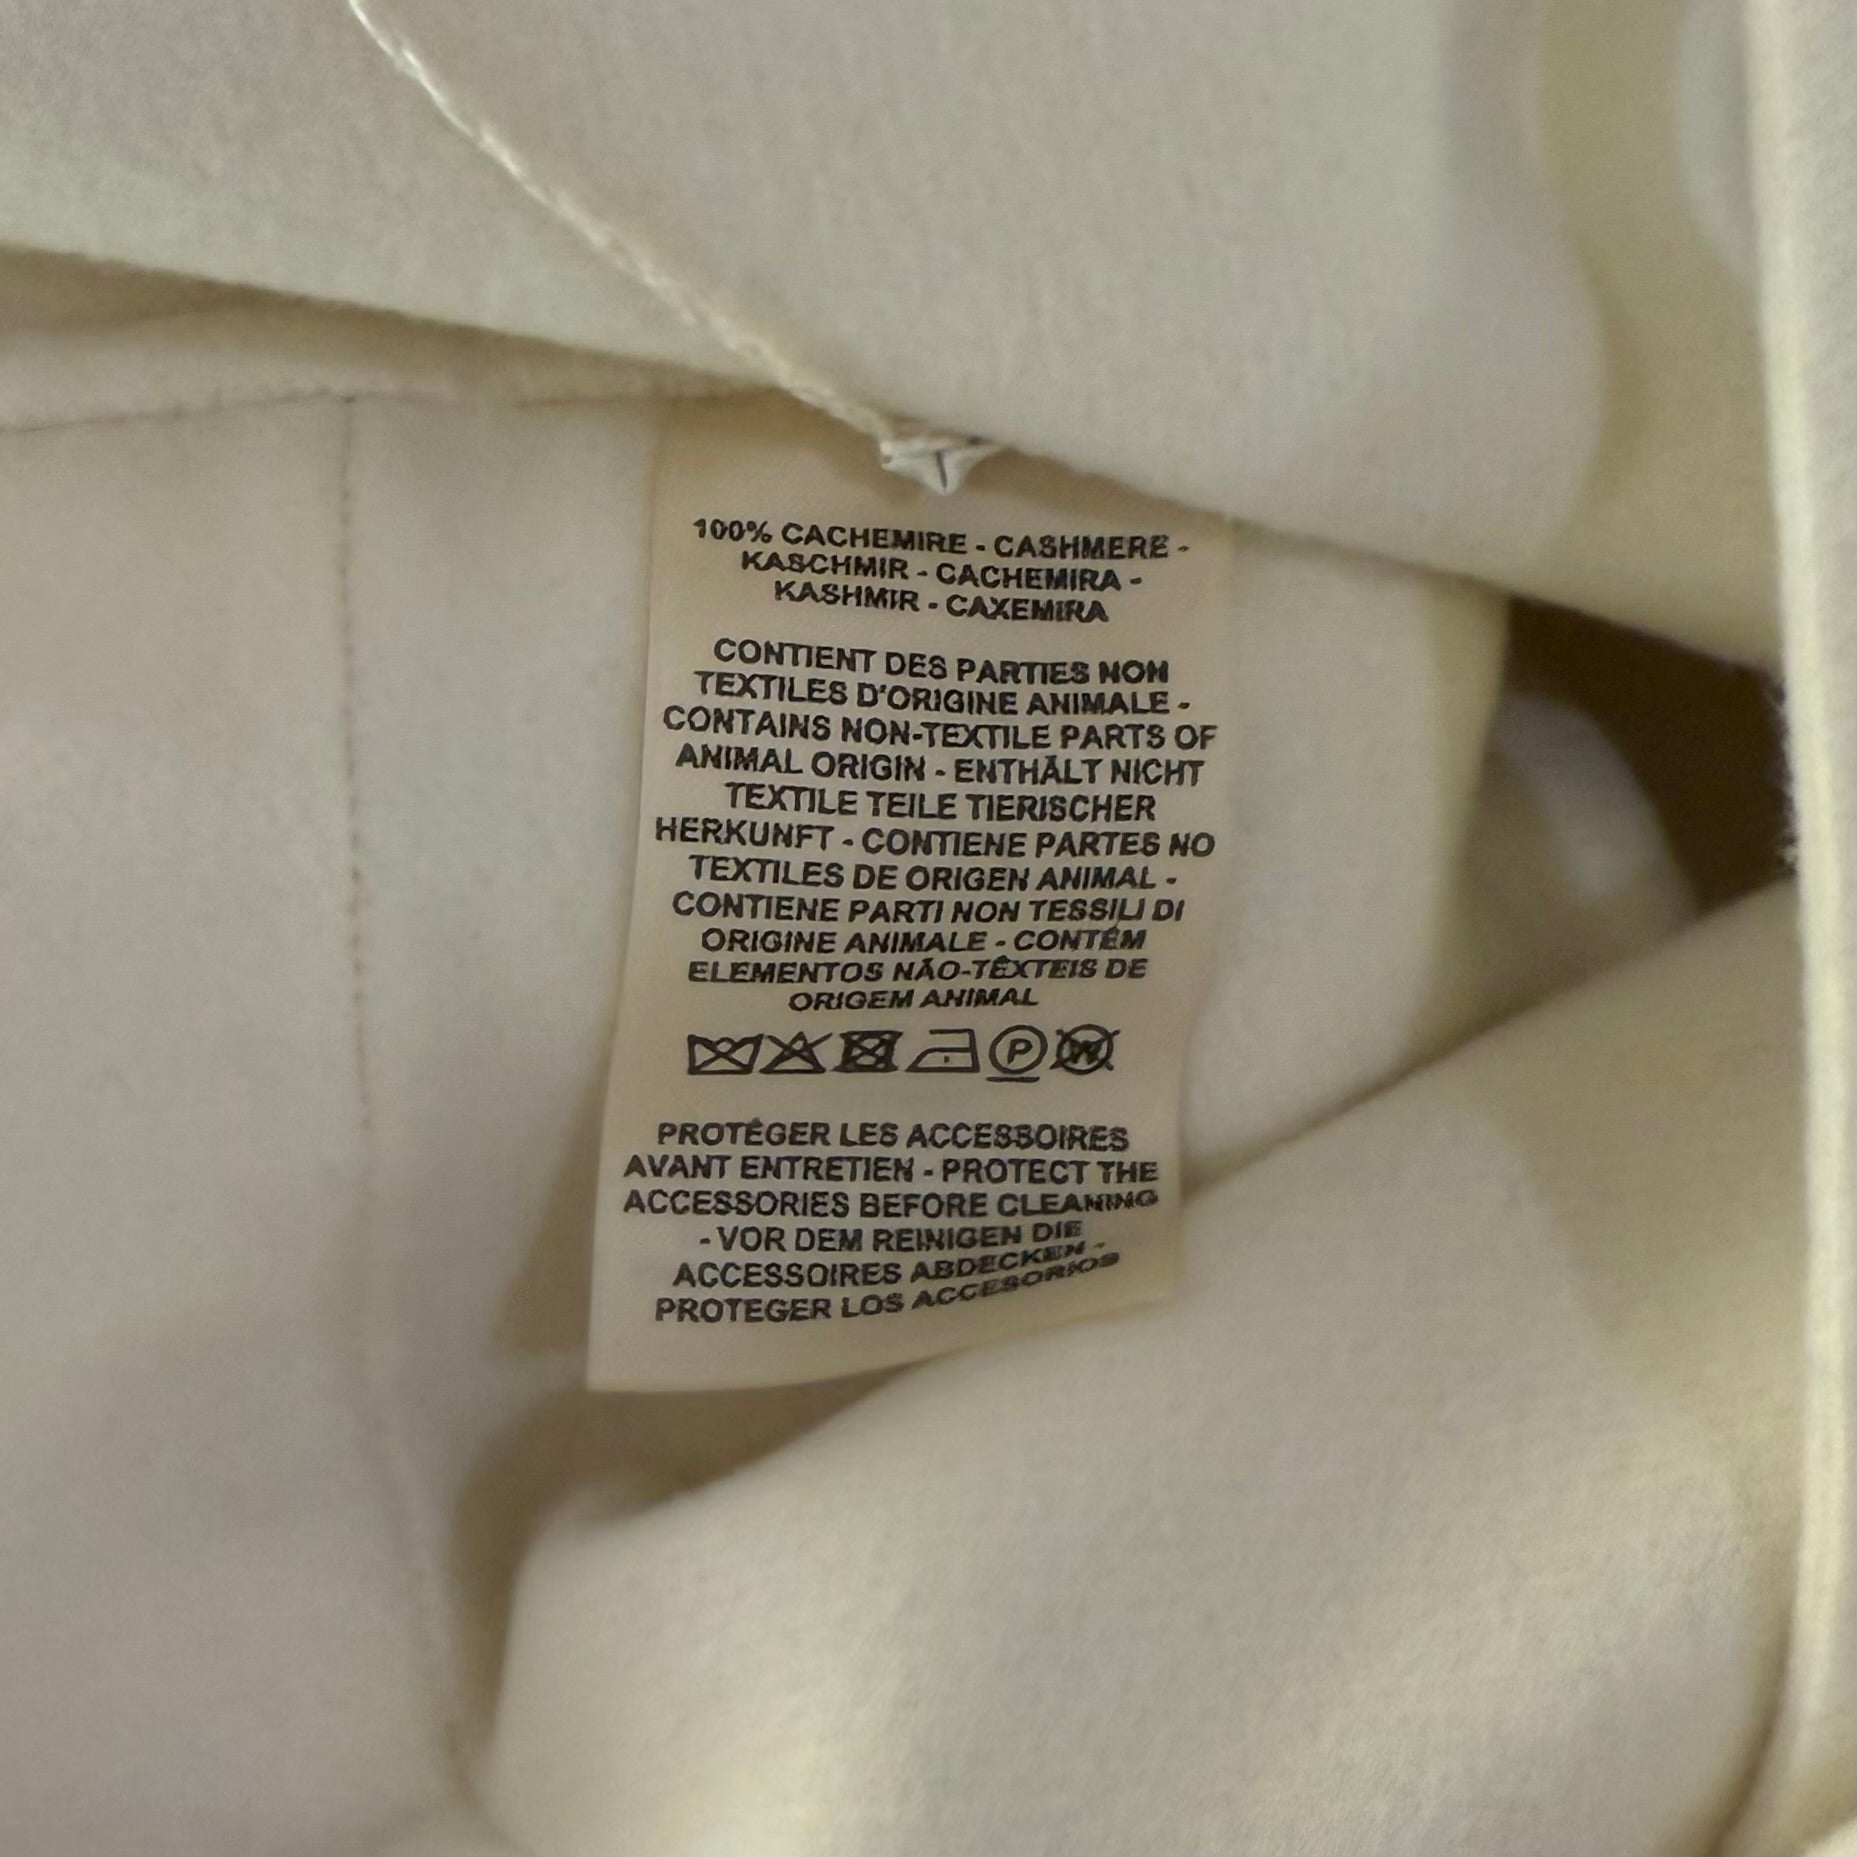 100% CACHEMIRE - CASHMERE -
KASCHMIR - CACHEMIRA -
KASHMIR - CAXEMIRA
CONTIENT DES PARTIES NON
TEXTILES D'ORIGINE ANIMALE -
CONTAINS NON-TEXTILE PARTS OF
ANIMAL ORIGIN - ENTHÄLT NICHT
TEXTILE TEILE TIERISCHER
HERKUNFT - CONTIENE PARTES NO
TEXTILES DE ORIGEN ANIMAL -
CONTIENE PARTI NON TESSILI DI
ORIGINE ANIMALE - CONTÉM
ELEMENTOS NÃO-TÊXTEIS DE
ORIGEM ANIMAL
P W
PROTÉGER LES ACCESSOIRES
AVANT ENTRETIEN - PROTECT THE
ACCESSORIES BEFORE CLEANING
- VOR DEM REINIGEN DIE
ACCESSOIRES ABDECKEN -
PROTEGER LOS ACCESORIOS